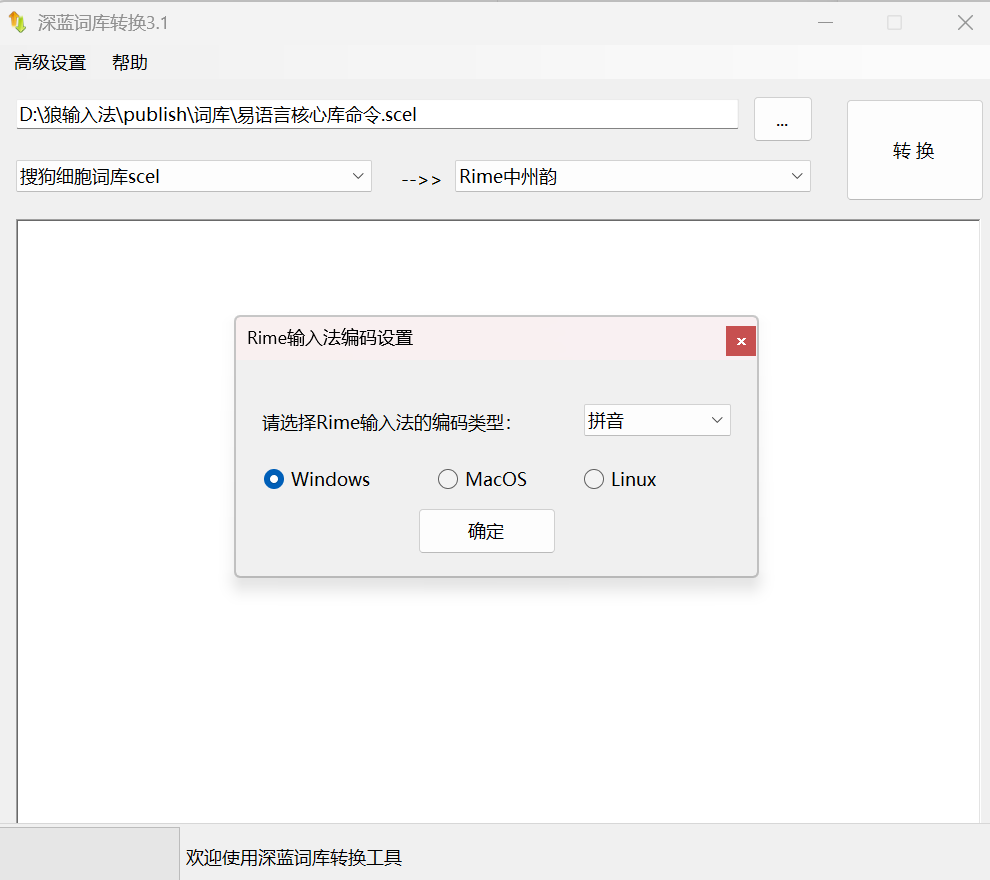 深蓝词库转换3.1
高级设置 帮助
D:\狼输入法\publish\词库\易语言核心库命令.scel
...
转 换
搜狗细胞词库scel
-->>
Rime中州韵
Rime输入法编码设置
请选择Rime输入法的编码类型：
拼音
Windows MacOS Linux
确定
欢迎使用深蓝词库转换工具